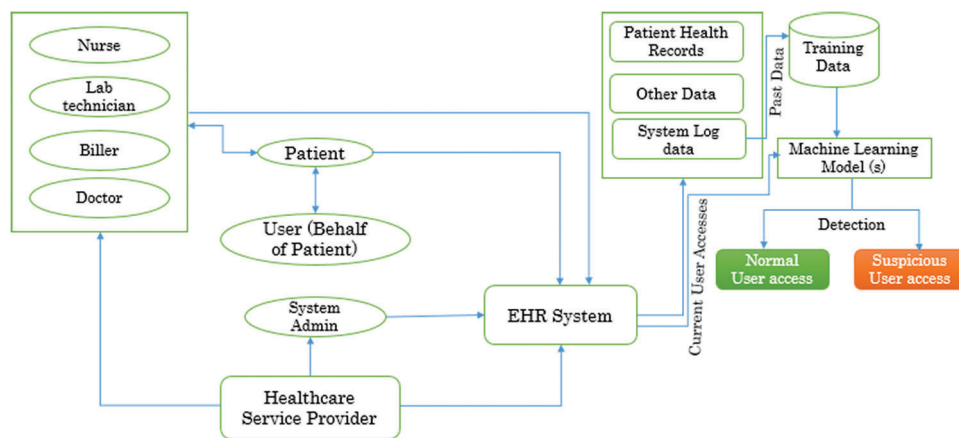 Nurse
Lab
technician
Biller
Doctor
Patient
User (Behalf
of Patient)
System
Admin
Healthcare
Service Provider
EHR System
Patient Health
Records
Other Data
System Log
data
Past Data
Training
Data
Current User Accesses
Machine Learning
Model (s)
Detection
Normal
User access
Suspicious
User access